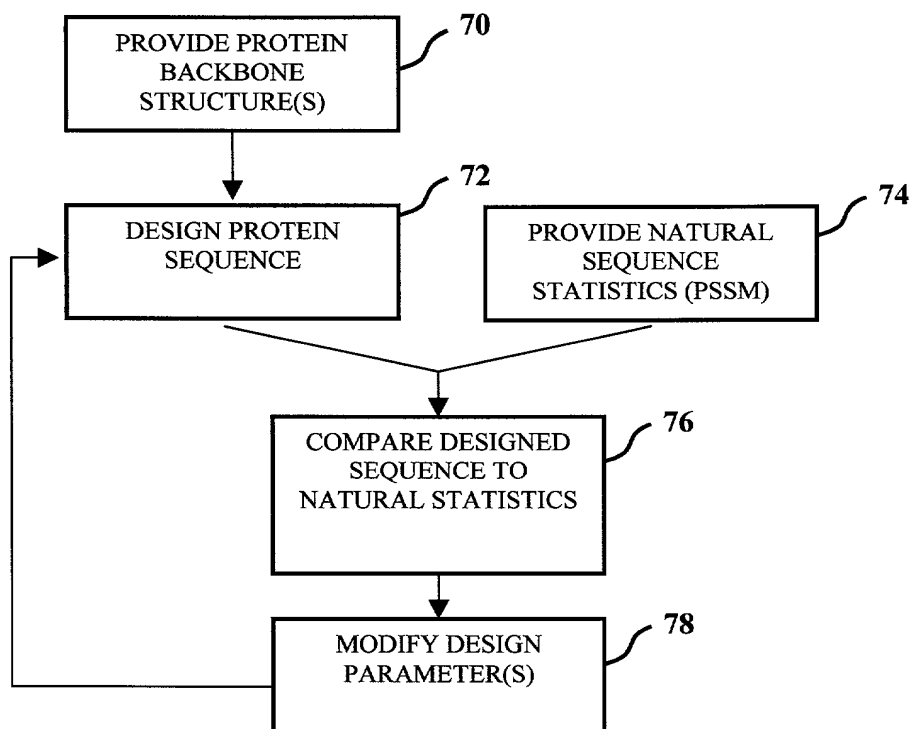 70
PROVIDE PROTEIN
BACKBONE
STRUCTURE(S)
72
DESIGN PROTEIN
SEQUENCE
74
PROVIDE NATURAL
SEQUENCE
STATISTICS (PSSM)
76
COMPARE DESIGNED
SEQUENCE TO
NATURAL STATISTICS
78
MODIFY DESIGN
PARAMETER(S)